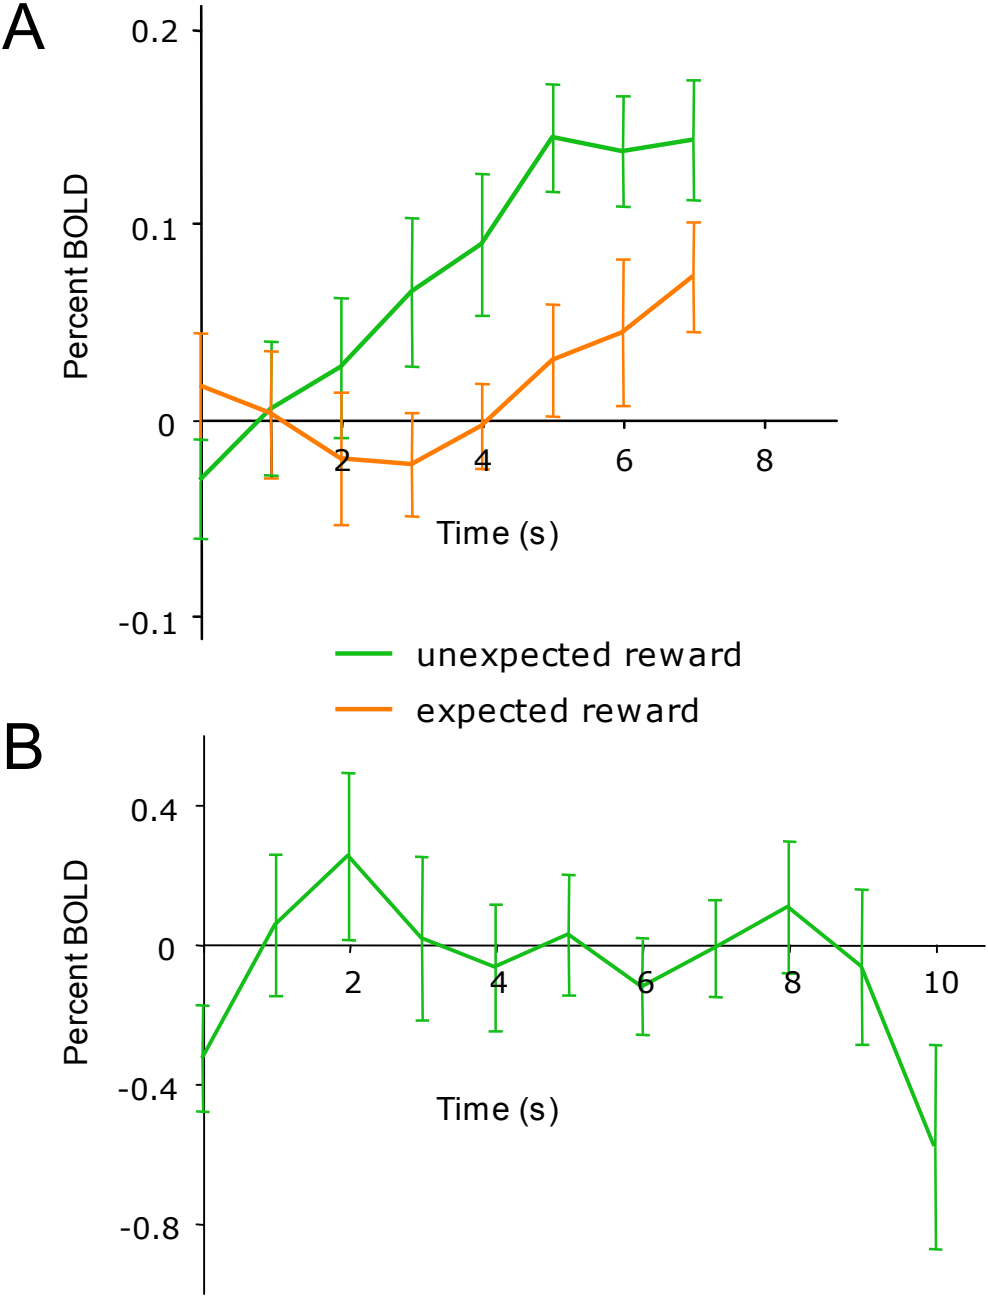 A
0.2
0.1
0
-0.1
Percent BOLD
2 4 6 8
Time (s)
unexpected reward
expected reward
B
0.4
0
-0.4
-0.8
Percent BOLD
2 4 6 8 10
Time (s)